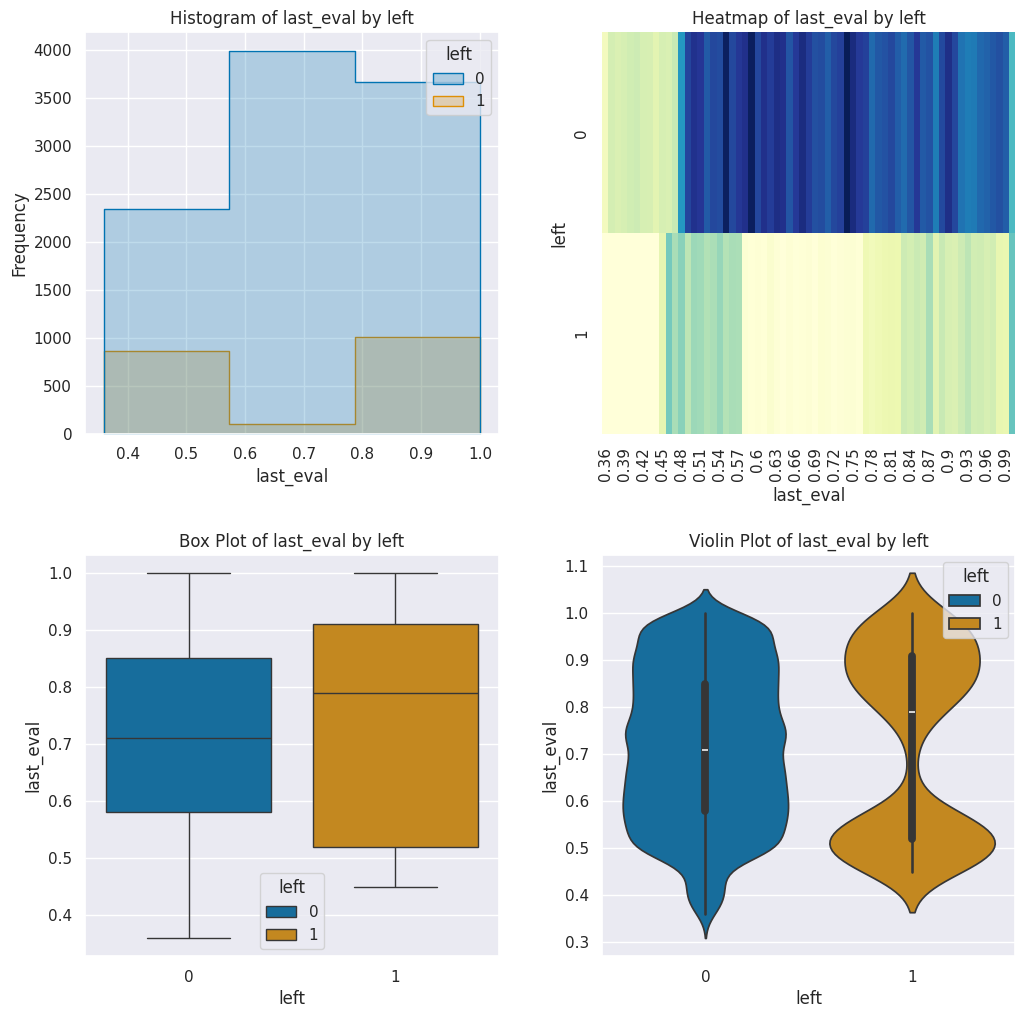 Histogram of last_eval by left
4000
3500
3000
2500
2000
1500
1000
500
0
Frequency
0.4 0.5 0.6 0.7 0.8 0.9 1.0
last_eval
left
0
1
Heatmap of last_eval by left
0
1
left
0.36 0.39 0.42 0.45 0.48 0.51 0.54 0.57 0.6 0.63 0.66 0.69 0.72 0.75 0.78 0.81 0.84 0.87 0.9 0.93 0.96 0.99
last_eval
Box Plot of last_eval by left
1.0
0.9
0.8
0.7
0.6
0.5
0.4
last_eval
left
0
1
0 1
left
Violin Plot of last_eval by left
1.1
1.0
0.9
0.8
0.7
0.6
0.5
0.4
0.3
last_eval
left
0
1
0 1
left